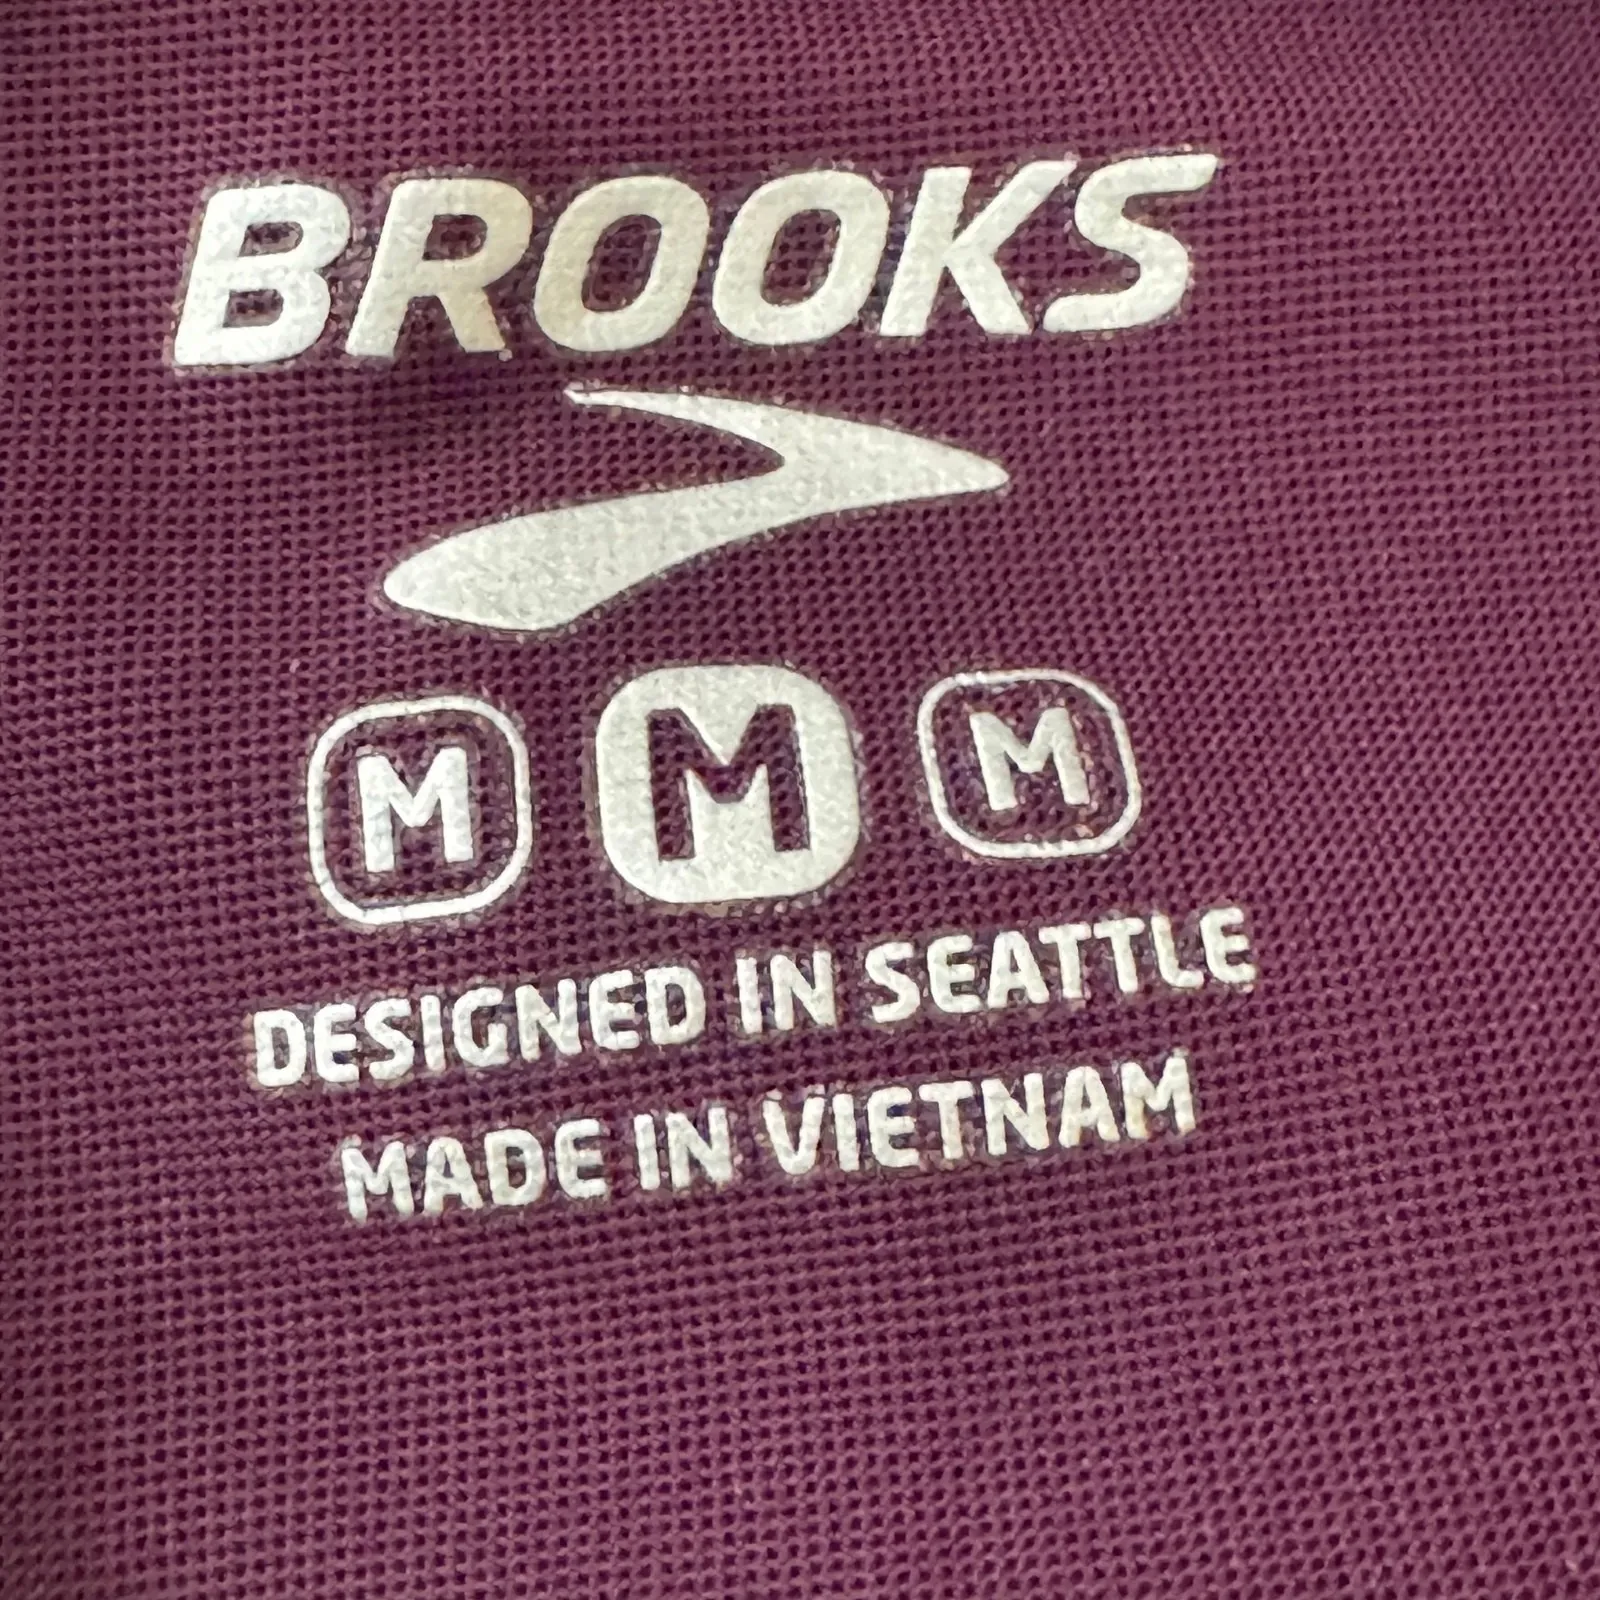 BROOKS
M M M
DESIGNED IN SEATTLE
MADE IN VIETNAM